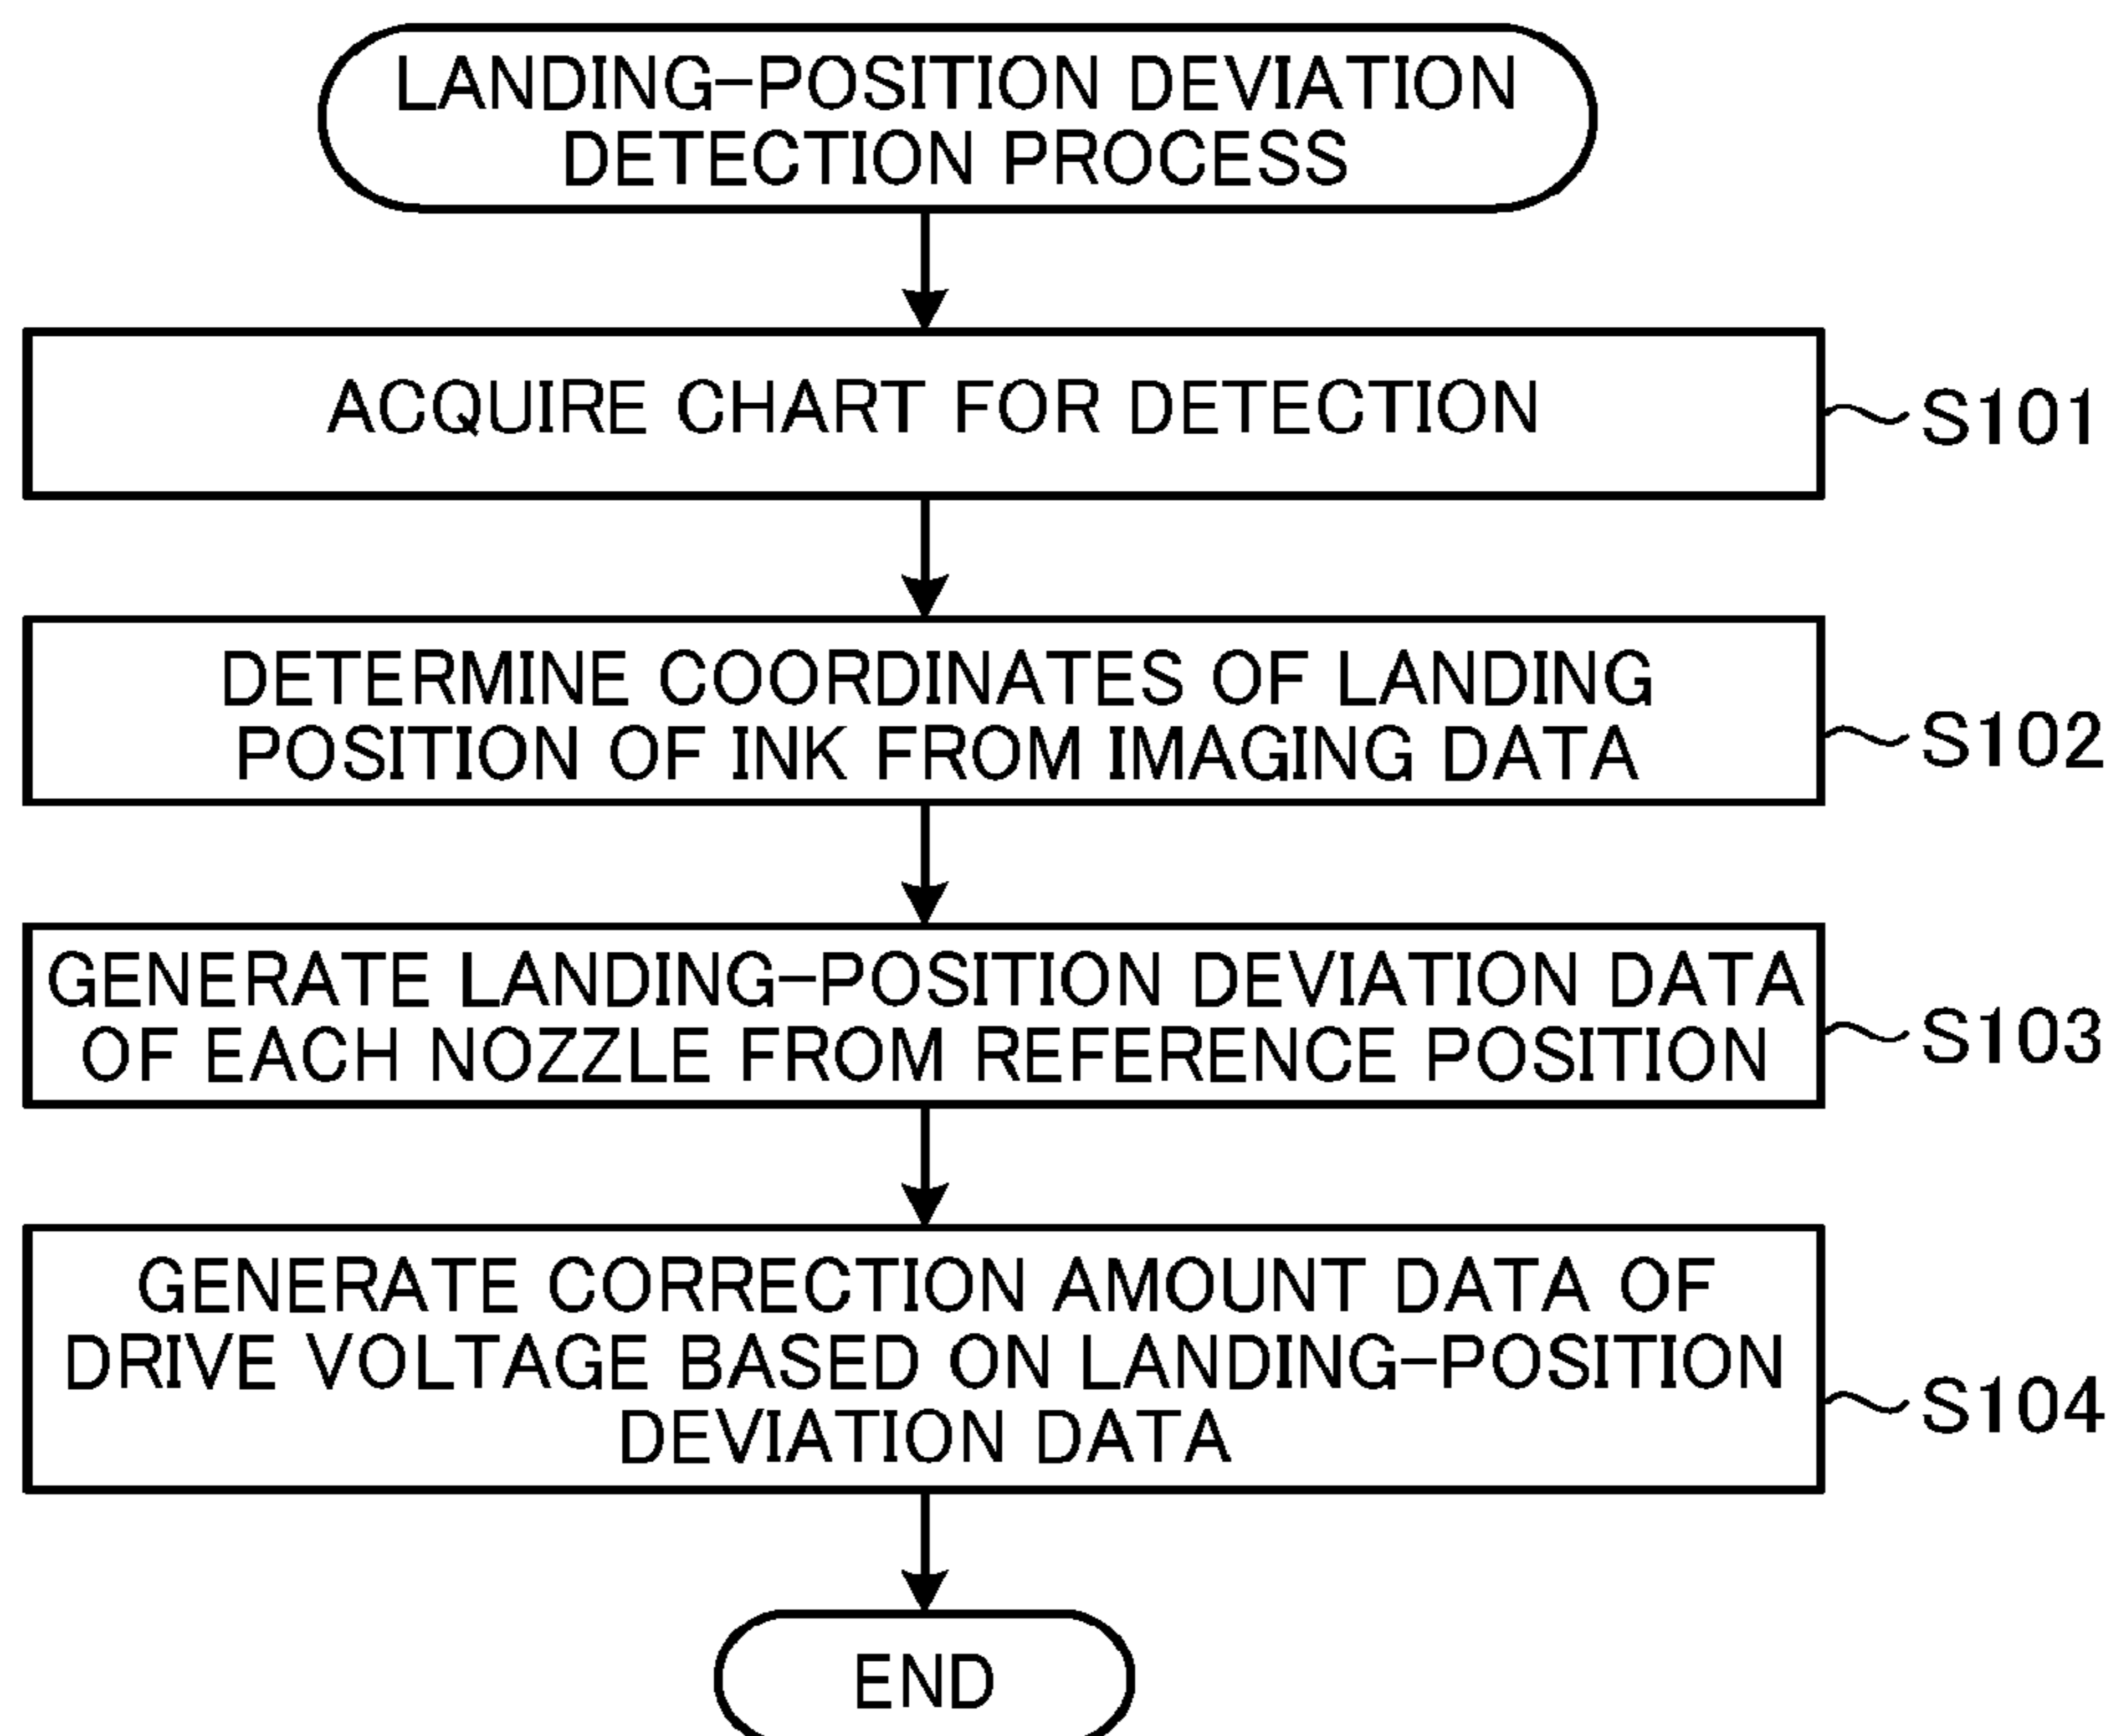 LANDING-POSITION DEVIATION
DETECTION PROCESS
ACQUIRE CHART FOR DETECTION
S101
DETERMINE COORDINATES OF LANDING
POSITION OF INK FROM IMAGING DATA
S102
GENERATE LANDING-POSITION DEVIATION DATA
OF EACH NOZZLE FROM REFERENCE POSITION
S103
GENERATE CORRECTION AMOUNT DATA OF
DRIVE VOLTAGE BASED ON LANDING-POSITION
DEVIATION DATA
S104
END